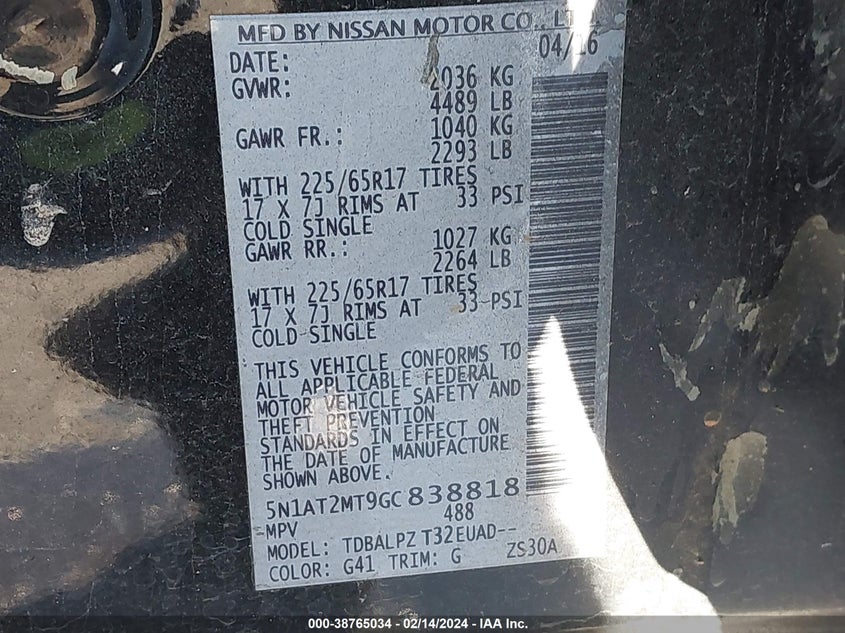 MFD BY NISSAN MOTOR CO., LTD.
DATE: 04/16
GVWR: 2036 KG
4489 LB
GAWR FR.: 1040 KG
2293 LB
WITH 225/65R17 TIRES
17 X 7J RIMS AT 33 PSI
COLD SINGLE
GAWR RR.: 1027 KG
2264 LB
WITH 225/65R17 TIRES
17 X 7J RIMS AT 33 PSI
COLD SINGLE
THIS VEHICLE CONFORMS TO
ALL APPLICABLE FEDERAL
MOTOR VEHICLE SAFETY AND
THEFT PREVENTION
STANDARDS IN EFFECT ON
THE DATE OF MANUFACTURE
SHOWN ABOVE.
5N1AT2MT9GC838818
MPV 488
MODEL: TDBALPZ T32EUAD-- ZS30A
COLOR: G41 TRIM: G
000-38765034 - 02/14/2024 - IAA Inc.